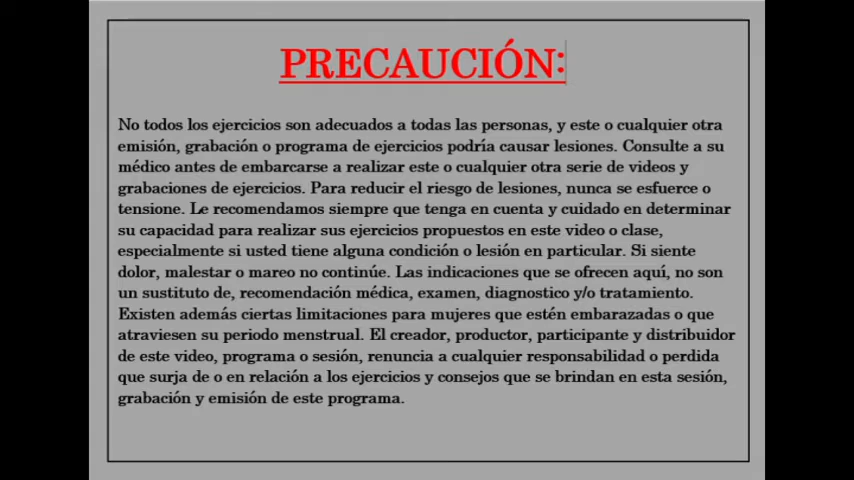 PRECAUCIÓN:
No todos los ejercicios son adecuados a todas las personas, y este o cualquier otra
emisión, grabación o programa de ejercicios podría causar lesiones. Consulte a su
médico antes de embarcarse a realizar este o cualquier otra serie de videos y
grabaciones de ejercicios. Para reducir el riesgo de lesiones, nunca se esfuerce o
tensione. Le recomendamos siempre que tenga en cuenta y cuidado en determinar
su capacidad para realizar sus ejercicios propuestos en este video o clase,
especialmente si usted tiene alguna condición o lesión en particular. Si siente
dolor, malestar o mareo no continúe. Las indicaciones que se ofrecen aquí, no son
un sustituto de, recomendación médica, examen, diagnostico y/o tratamiento.
Existen además ciertas limitaciones para mujeres que estén embarazadas o que
atraviesen su periodo menstrual. El creador, productor, participante y distribuidor
de este video, programa o sesión, renuncia a cualquier responsabilidad o perdida
que surja de o en relación a los ejercicios y consejos que se brindan en esta sesión,
grabación y emisión de este programa.